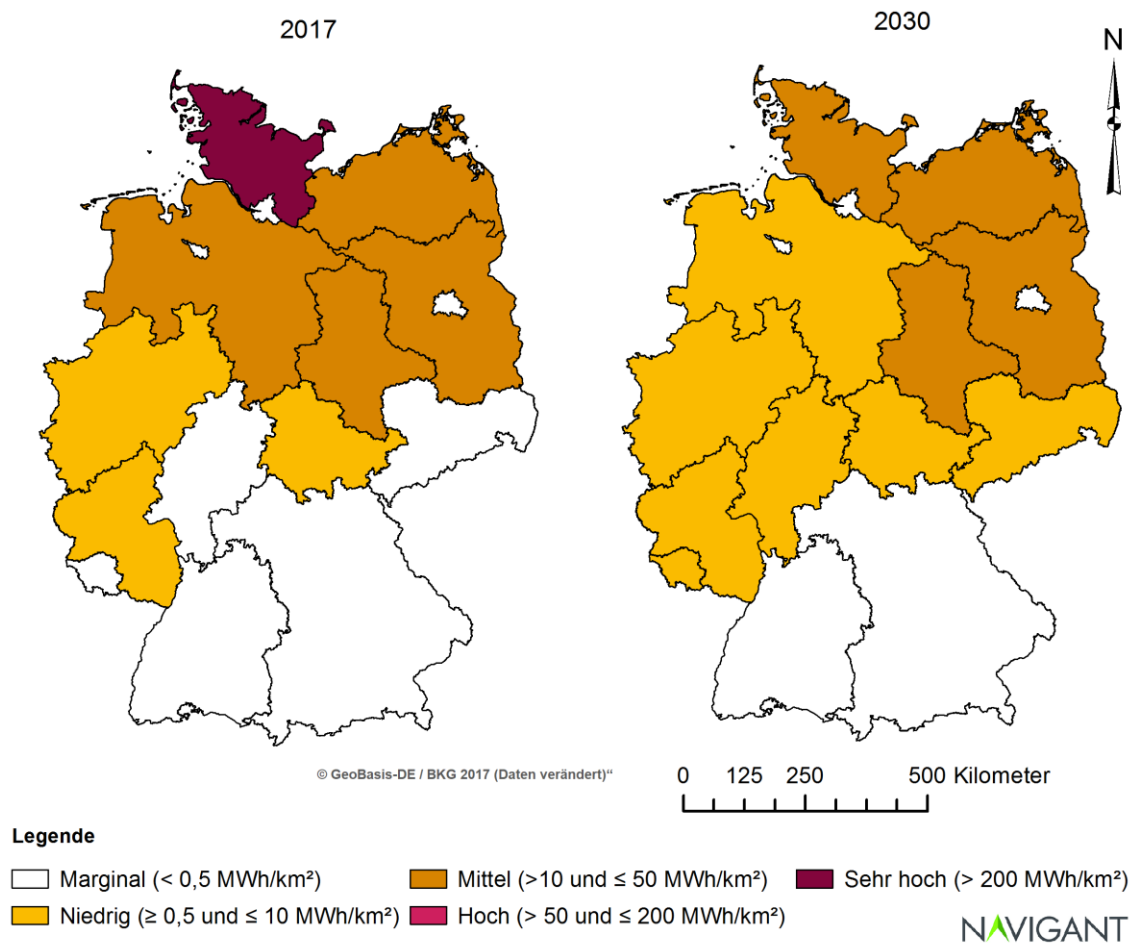 2017
2030
N
© GeoBasis-DE / BKG 2017 (Daten verändert)“
0 125 250 500 Kilometer
Legende
Marginal (< 0,5 MWh/km²)
Mittel (>10 und ≤ 50 MWh/km²)
Sehr hoch (> 200 MWh/km²)
Niedrig (≥ 0,5 und ≤ 10 MWh/km²)
Hoch (> 50 und ≤ 200 MWh/km²)
NAVIGANT